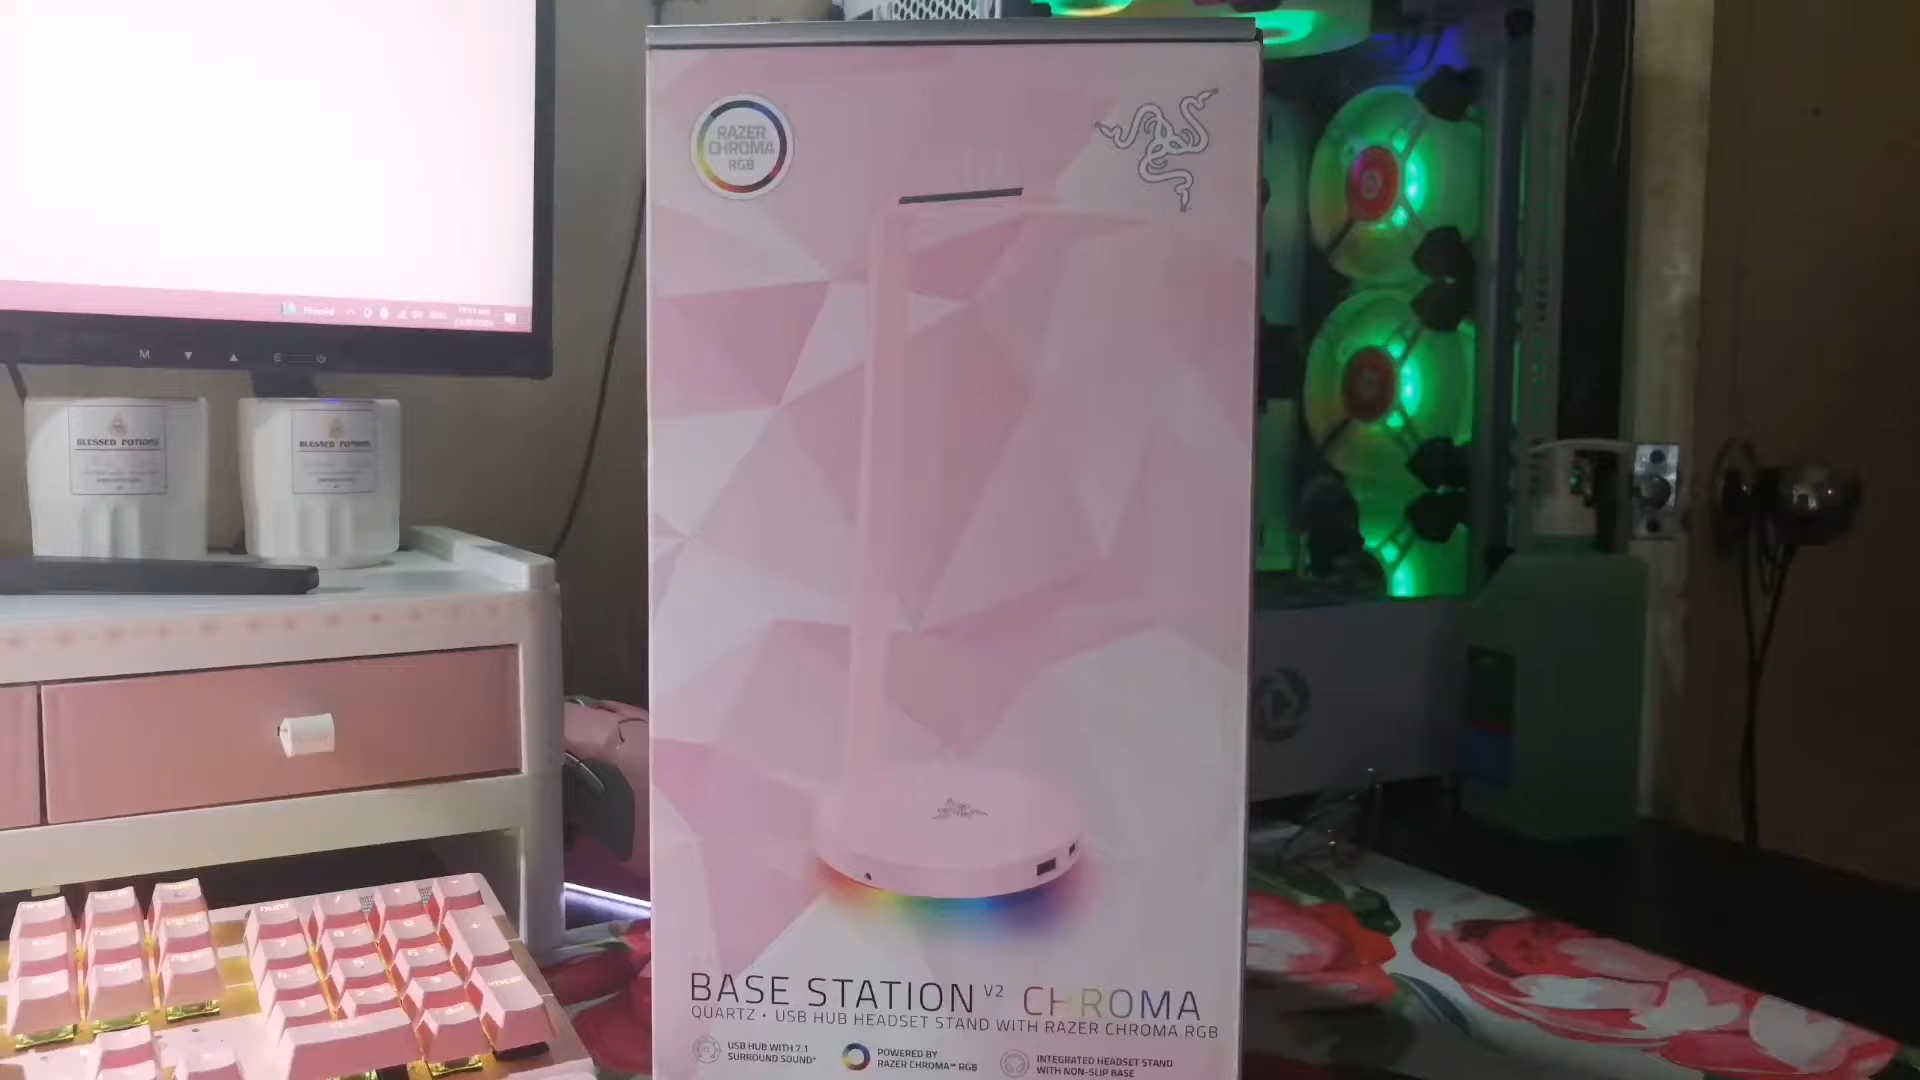 RAZER
CHROMA
RGB
M
BLESSED POTIONS
BLESSED POTIONS
BASE STATION V2 CHROMA
QUARTZ • USB HUB HEADSET STAND WITH RAZER CHROMA RGB
USB HUB WITH 7.1
SURROUND SOUND*
POWERED BY
RAZER CHROMA™ RGB
INTEGRATED HEADSET STAND
WITH NON-SLIP BASE